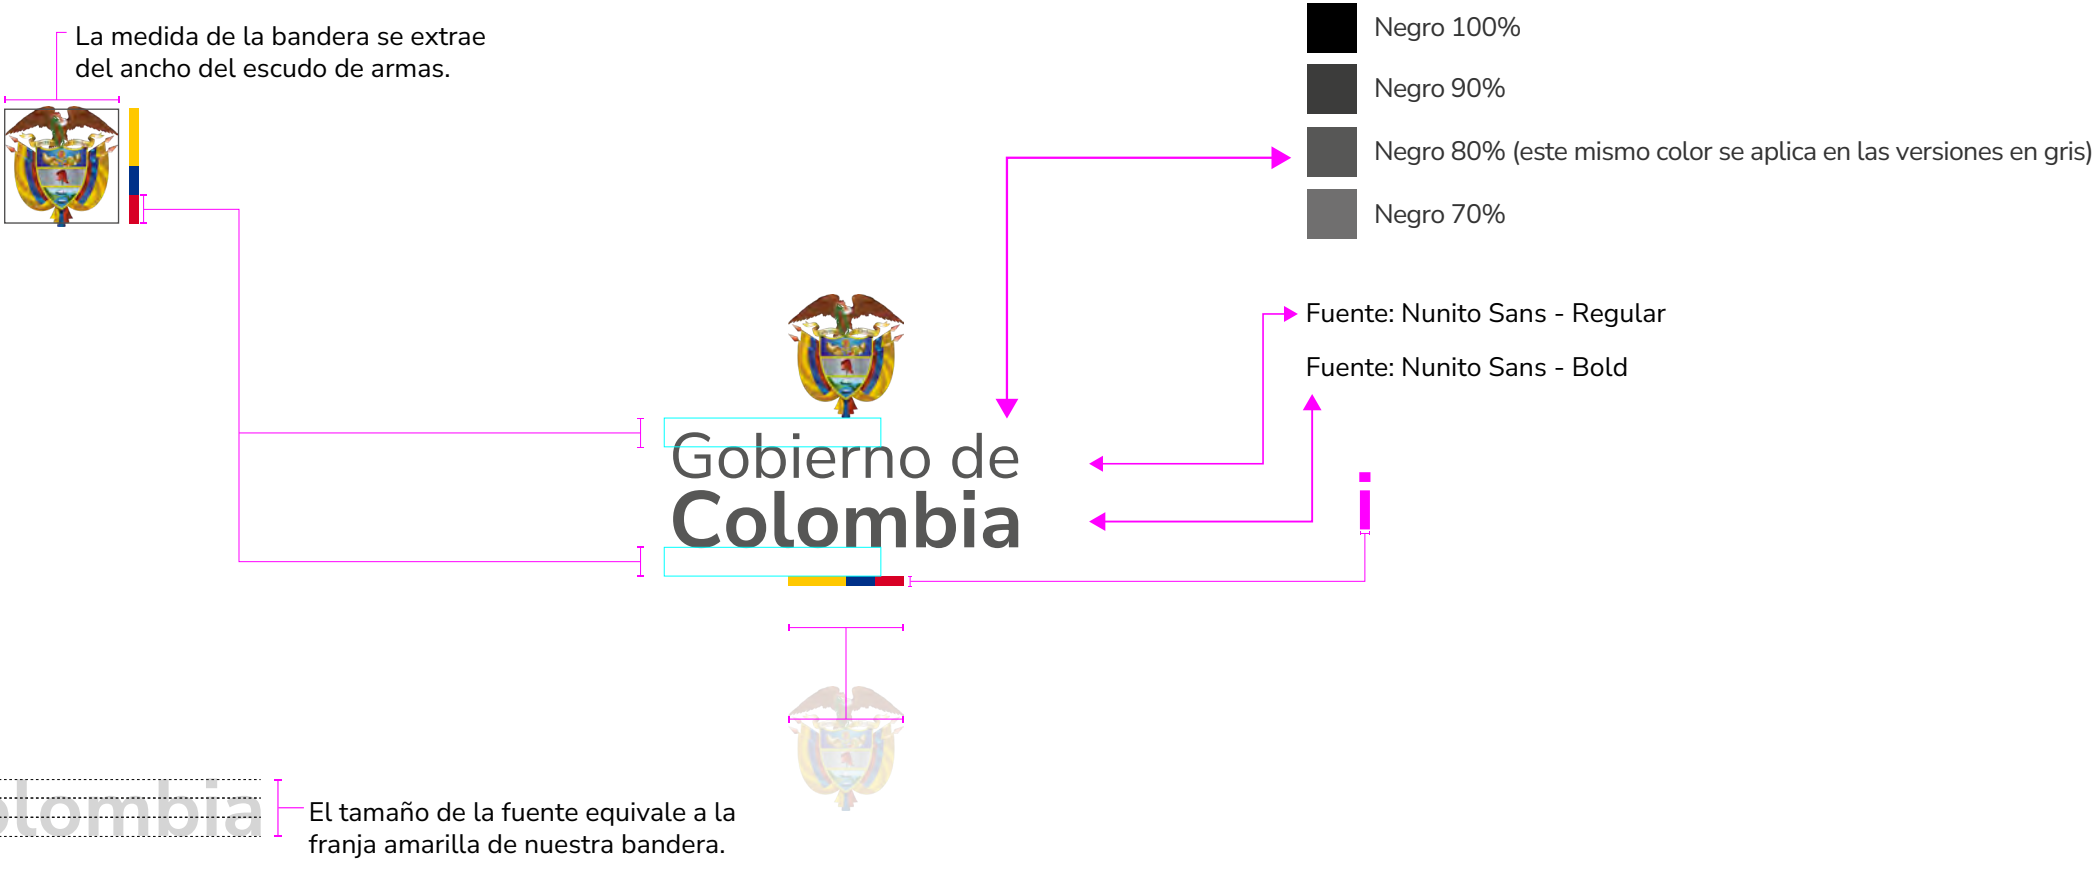 La medida de la bandera se extrae
del ancho del escudo de armas.
Negro 100%
Negro 90%
Negro 80% (este mismo color se aplica en las versiones en gris)
Negro 70%
Fuente: Nunito Sans - Regular
Fuente: Nunito Sans - Bold
Gobierno de
Colombia
i
olombia
El tamaño de la fuente equivale a la
franja amarilla de nuestra bandera.